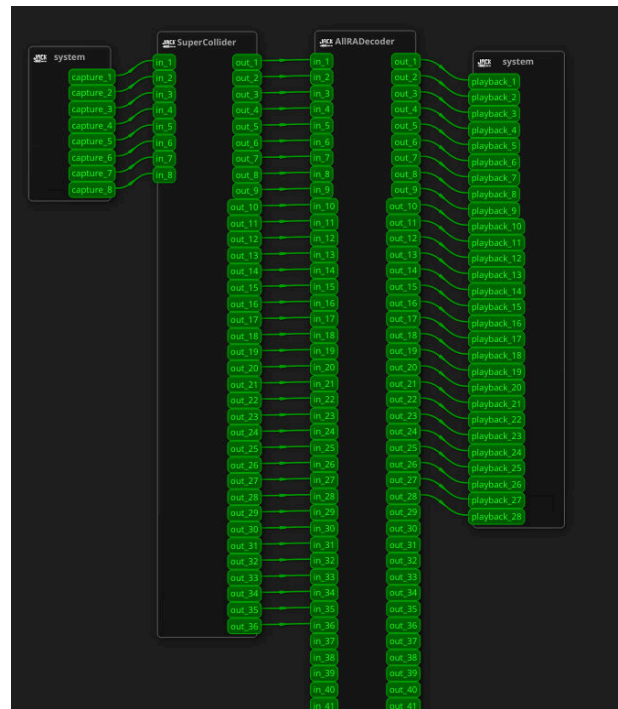 JACK system
capture_1
capture_2
capture_3
capture_4
capture_5
capture_6
capture_7
capture_8
JACK SuperCollider
in_1
in_2
in_3
in_4
in_5
in_6
in_7
in_8
out_1
out_2
out_3
out_4
out_5
out_6
out_7
out_8
out_9
out_10
out_11
out_12
out_13
out_14
out_15
out_16
out_17
out_18
out_19
out_20
out_21
out_22
out_23
out_24
out_25
out_26
out_27
out_28
out_29
out_30
out_31
out_32
out_33
out_34
out_35
out_36
JACK AllRADecoder
in_1
in_2
in_3
in_4
in_5
in_6
in_7
in_8
in_9
in_10
in_11
in_12
in_13
in_14
in_15
in_16
in_17
in_18
in_19
in_20
in_21
in_22
in_23
in_24
in_25
in_26
in_27
in_28
in_29
in_30
in_31
in_32
in_33
in_34
in_35
in_36
in_37
in_38
in_39
in_40
in_41
out_1
out_2
out_3
out_4
out_5
out_6
out_7
out_8
out_9
out_10
out_11
out_12
out_13
out_14
out_15
out_16
out_17
out_18
out_19
out_20
out_21
out_22
out_23
out_24
out_25
out_26
out_27
out_28
out_29
out_30
out_31
out_32
out_33
out_34
out_35
out_36
out_37
out_38
out_39
out_40
out_41
JACK system
playback_1
playback_2
playback_3
playback_4
playback_5
playback_6
playback_7
playback_8
playback_9
playback_10
playback_11
playback_12
playback_13
playback_14
playback_15
playback_16
playback_17
playback_18
playback_19
playback_20
playback_21
playback_22
playback_23
playback_24
playback_25
playback_26
playback_27
playback_28